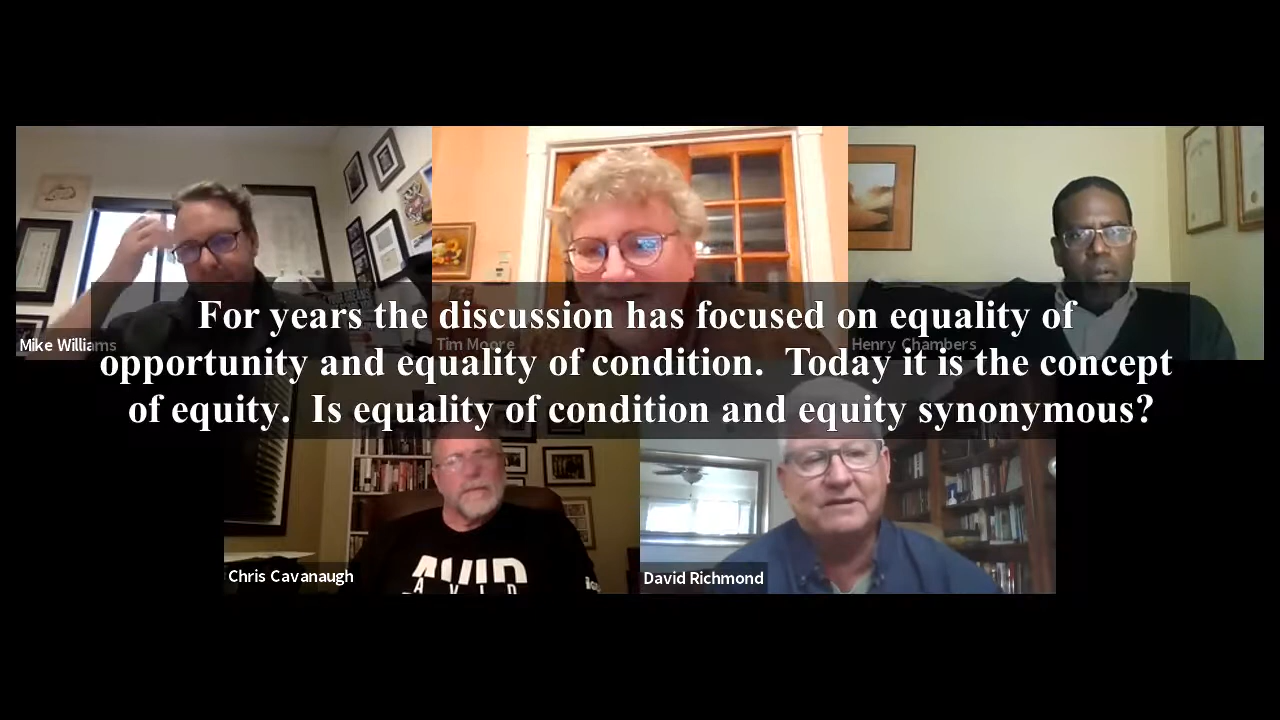 For years the discussion has focused on equality of
opportunity and equality of condition.  Today it is the concept
of equity.  Is equality of condition and equity synonymous?
Mike Williams
Tim Moore
Henry Chambers
Chris Cavanaugh
AVID
AVID
David Richmond